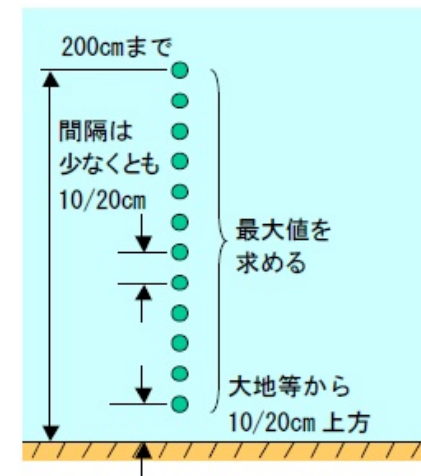 200cmまで
間隔は
少なくとも
10/20cm
最大値を
求める
大地等から
10/20cm 上方